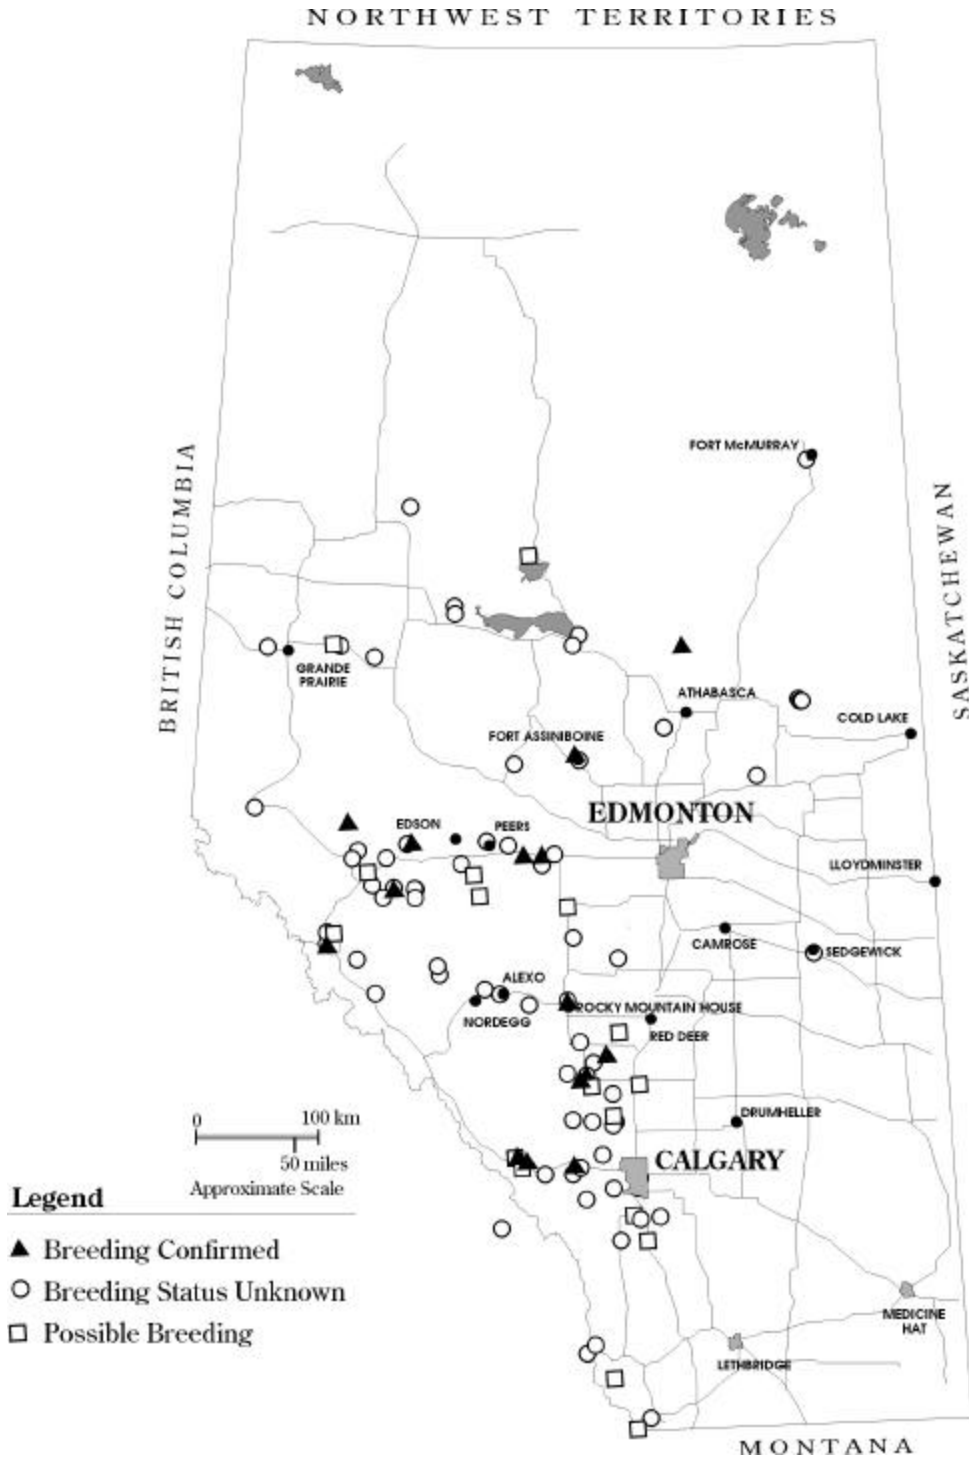 NORTHWEST TERRITORIES
FORT McMURRAY
BRITISH COLUMBIA
SASKATCHEWAN
GRANDE
PRAIRIE
ATHABASCA
COLD LAKE
FORT ASSINIBOINE
EDMONTON
EDSON
PEERS
LLOYDMINSTER
CAMROSE
SEDGEWICK
ALEXO
NORDEGG
ROCKY MOUNTAIN HOUSE
RED DEER
0 100 km
DRUMHELLER
50 miles
CALGARY
Approximate Scale
Legend
Breeding Confirmed
Breeding Status Unknown
Possible Breeding
MEDICINE
HAT
LETHBRIDGE
MONTANA